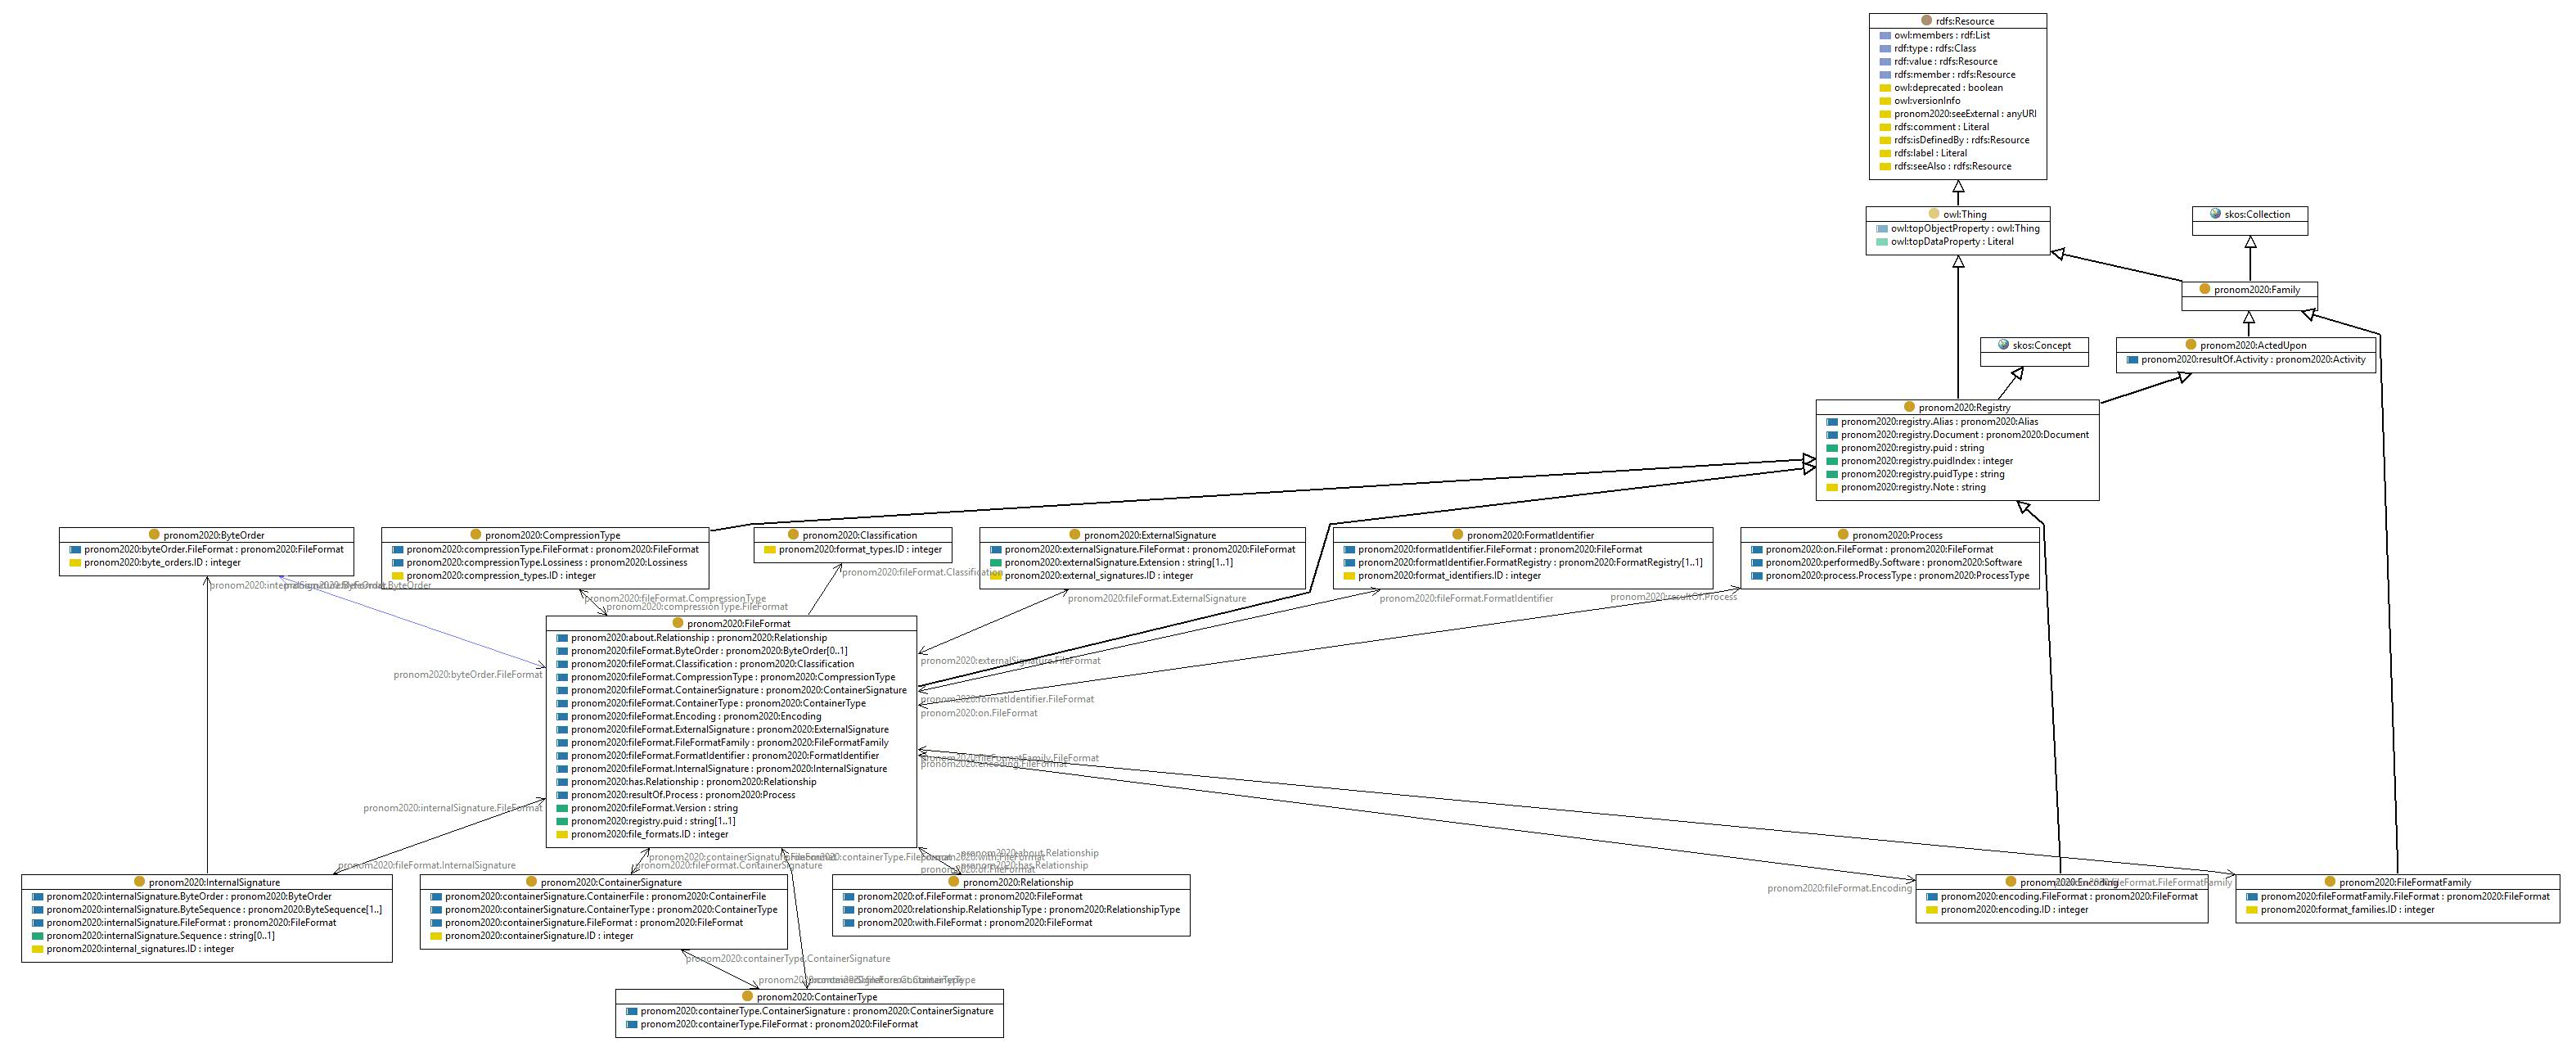 rdfs:Resource
owl:members : rdf:List
rdf:type : rdfs:Class
rdf:value : rdfs:Resource
rdfs:member : rdfs:Resource
owl:deprecated : boolean
owl:versionInfo
pronom2020:seeExternal : anyURI
rdfs:comment : Literal
rdfs:isDefinedBy : rdfs:Resource
rdfs:label : Literal
rdfs:seeAlso : rdfs:Resource
owl:Thing
owl:topObjectProperty : owl:Thing
owl:topDataProperty : Literal
skos:Collection
pronom2020:Family
skos:Concept
pronom2020:ActedUpon
pronom2020:resultOf.Activity : pronom2020:Activity
pronom2020:Registry
pronom2020:registry.Alias : pronom2020:Alias
pronom2020:registry.Document : pronom2020:Document
pronom2020:registry.puid : string
pronom2020:registry.puidIndex : integer
pronom2020:registry.puidType : string
pronom2020:registry.Note : string
pronom2020:ByteOrder
pronom2020:byteOrder.FileFormat : pronom2020:FileFormat
pronom2020:byte_orders.ID : integer
pronom2020:CompressionType
pronom2020:compressionType.FileFormat : pronom2020:FileFormat
pronom2020:compressionType.Lossiness : pronom2020:Lossiness
pronom2020:compression_types.ID : integer
pronom2020:Classification
pronom2020:format_types.ID : integer
pronom2020:ExternalSignature
pronom2020:externalSignature.FileFormat : pronom2020:FileFormat
pronom2020:externalSignature.Extension : string[1..1]
pronom2020:external_signatures.ID : integer
pronom2020:FormatIdentifier
pronom2020:formatIdentifier.FileFormat : pronom2020:FileFormat
pronom2020:formatIdentifier.FormatRegistry : pronom2020:FormatRegistry[1..1]
pronom2020:format_identifiers.ID : integer
pronom2020:Process
pronom2020:on.FileFormat : pronom2020:FileFormat
pronom2020:performedBy.Software : pronom2020:Software
pronom2020:process.ProcessType : pronom2020:ProcessType
pronom2020:fileFormat.Classification
pronom2020:fileFormat.CompressionType
pronom2020:compressionType.FileFormat
pronom2020:fileFormat.ExternalSignature
pronom2020:fileFormat.FormatIdentifier
pronom2020:resultOf.Process
pronom2020:FileFormat
pronom2020:about.Relationship : pronom2020:Relationship
pronom2020:fileFormat.ByteOrder : pronom2020:ByteOrder[0..1]
pronom2020:fileFormat.Classification : pronom2020:Classification
pronom2020:fileFormat.CompressionType : pronom2020:CompressionType
pronom2020:fileFormat.ContainerSignature : pronom2020:ContainerSignature
pronom2020:fileFormat.ContainerType : pronom2020:ContainerType
pronom2020:fileFormat.Encoding : pronom2020:Encoding
pronom2020:fileFormat.ExternalSignature : pronom2020:ExternalSignature
pronom2020:fileFormat.FileFormatFamily : pronom2020:FileFormatFamily
pronom2020:fileFormat.FormatIdentifier : pronom2020:FormatIdentifier
pronom2020:fileFormat.InternalSignature : pronom2020:InternalSignature
pronom2020:has.Relationship : pronom2020:Relationship
pronom2020:resultOf.Process : pronom2020:Process
pronom2020:fileFormat.Version : string
pronom2020:registry.puid : string[1..1]
pronom2020:file_formats.ID : integer
pronom2020:byteOrder.FileFormat
pronom2020:externalSignature.FileFormat
pronom2020:formatIdentifier.FileFormat
pronom2020:on.FileFormat
pronom2020:fileFormatFamily.FileFormat
pronom2020:encoding.FileFormat
pronom2020:internalSignature.FileFormat
pronom2020:fileFormat.InternalSignature
pronom2020:fileFormat.ContainerSignature
pronom2020:containerType.FileFormat
pronom2020:about.Relationship
pronom2020:has.Relationship
pronom2020:of.FileFormat
pronom2020:fileFormat.Encoding
pronom2020:InternalSignature
pronom2020:internalSignature.ByteOrder : pronom2020:ByteOrder
pronom2020:internalSignature.ByteSequence : pronom2020:ByteSequence[1..]
pronom2020:internalSignature.FileFormat : pronom2020:FileFormat
pronom2020:internalSignature.Sequence : string[0..1]
pronom2020:internal_signatures.ID : integer
pronom2020:ContainerSignature
pronom2020:containerSignature.ContainerFile : pronom2020:ContainerFile
pronom2020:containerSignature.ContainerType : pronom2020:ContainerType
pronom2020:containerSignature.FileFormat : pronom2020:FileFormat
pronom2020:containerSignature.ID : integer
pronom2020:Relationship
pronom2020:of.FileFormat : pronom2020:FileFormat
pronom2020:relationship.RelationshipType : pronom2020:RelationshipType
pronom2020:with.FileFormat : pronom2020:FileFormat
pronom2020:Encoding
pronom2020:encoding.FileFormat : pronom2020:FileFormat
pronom2020:encoding.ID : integer
pronom2020:FileFormatFamily
pronom2020:fileFormatFamily.FileFormat : pronom2020:FileFormat
pronom2020:format_families.ID : integer
pronom2020:containerType.ContainerSignature
pronom2020:ContainerType
pronom2020:containerType.ContainerSignature : pronom2020:ContainerSignature
pronom2020:containerType.FileFormat : pronom2020:FileFormat